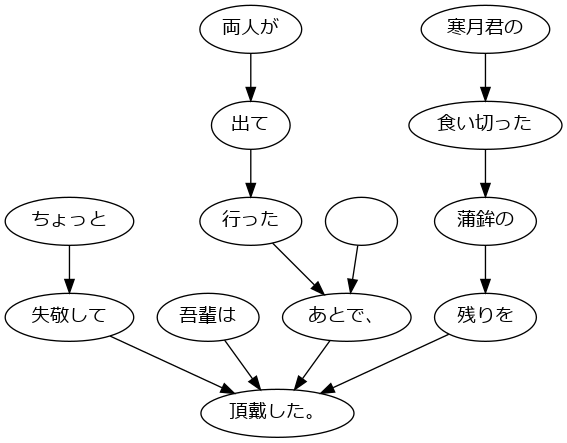 両人が
寒月君の
出て
食い切った
ちょっと
行った
蒲鉾の
失敬して
吾輩は
あとで、
残りを
頂戴した。